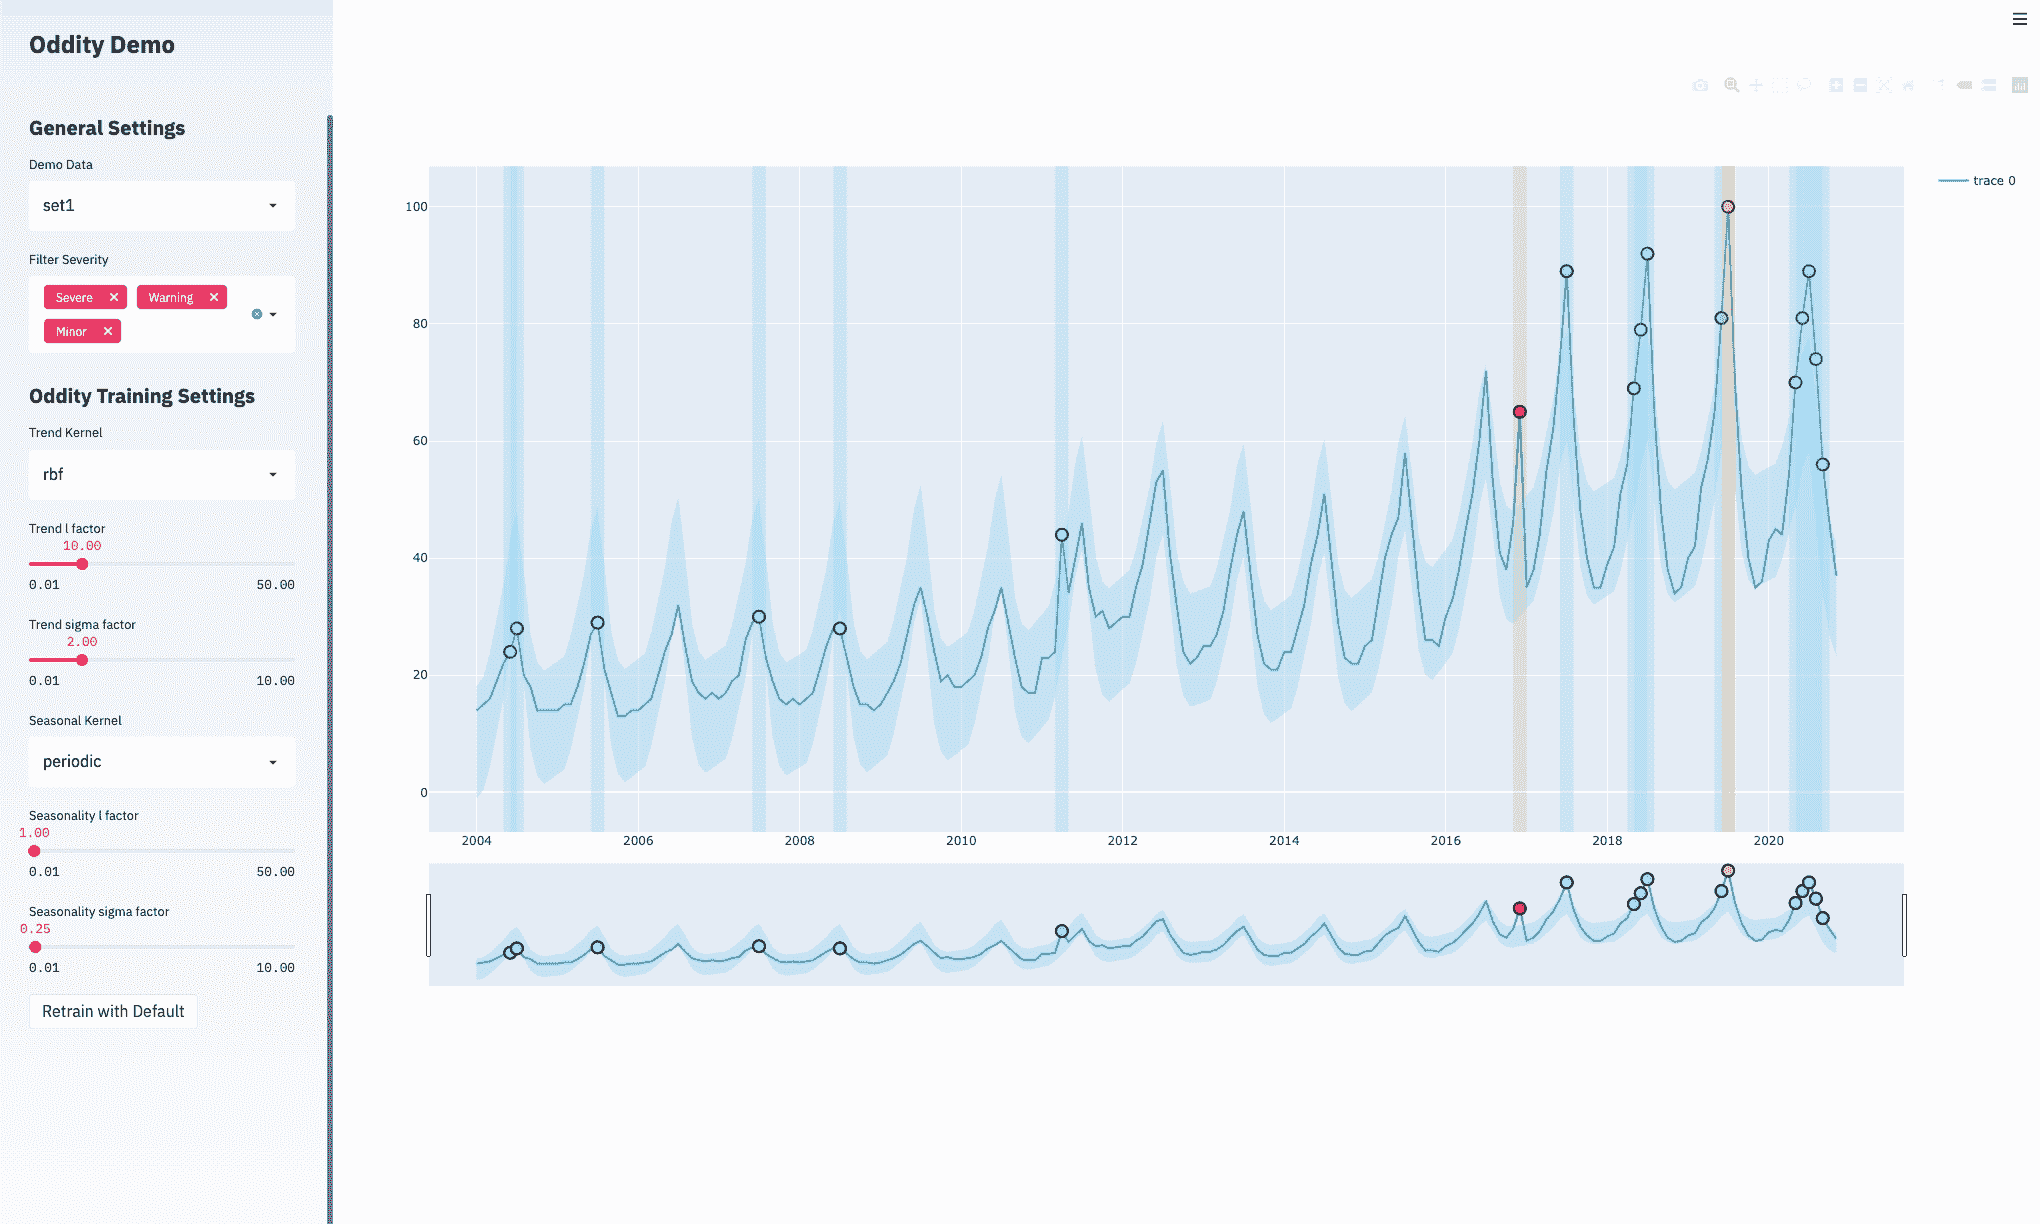 Oddity Demo
General Settings
Demo Data
set1
Filter Severity
Severe
Warning
Minor
Oddity Training Settings
Trend Kernel
rbf
Trend l factor
10.00
0.01 50.00
Trend sigma factor
2.00
0.01 10.00
Seasonal Kernel
periodic
Seasonality l factor
1.00
0.01 50.00
Seasonality sigma factor
0.25
0.01 10.00
Retrain with Default
trace 0
100
80
60
40
20
0
2004 2006 2008 2010 2012 2014 2016 2018 2020